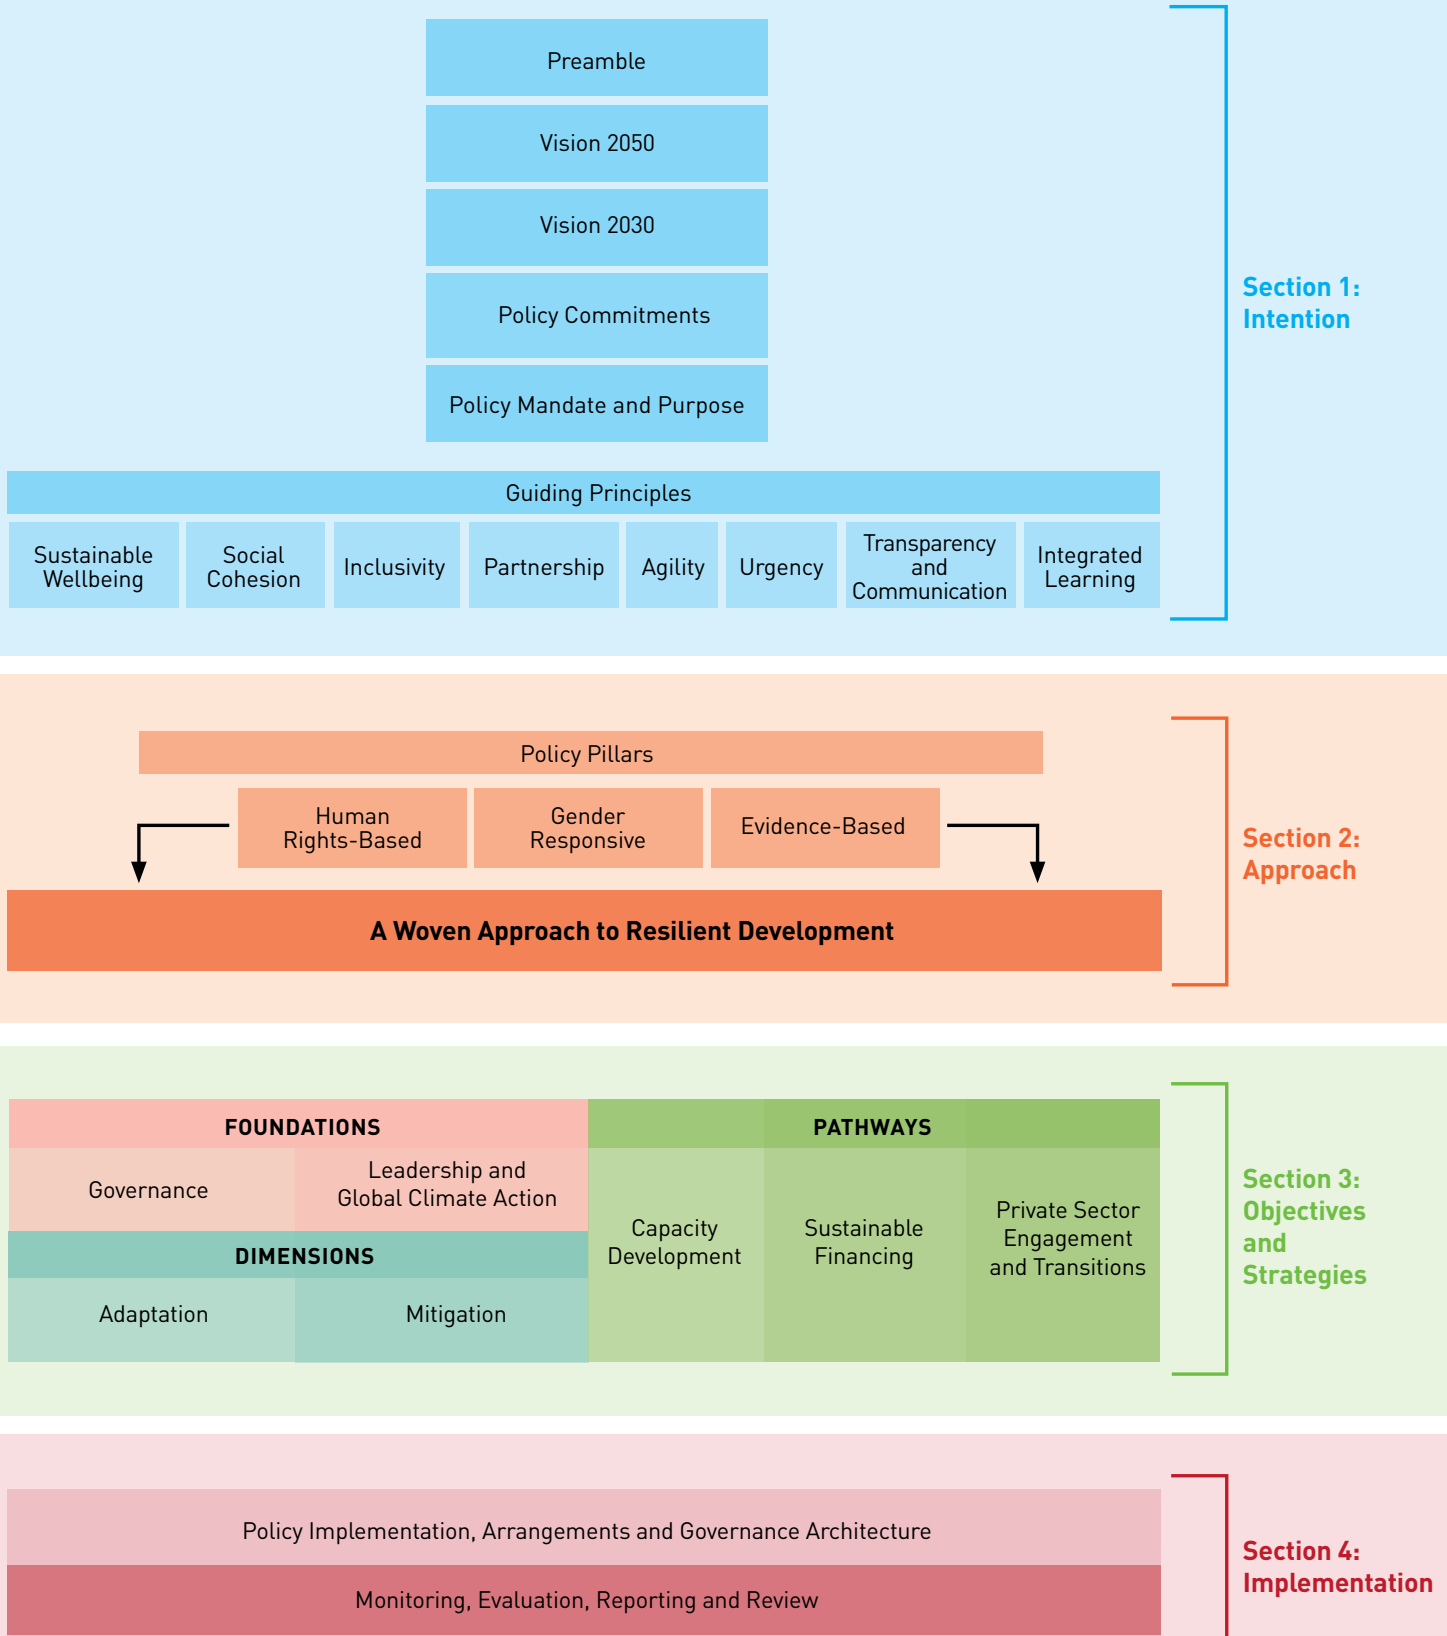 Preamble
Vision 2050
Vision 2030
Policy Commitments
Policy Mandate and Purpose
Section 1:
Intention
Guiding Principles
Sustainable
Wellbeing
Social
Cohesion
Inclusivity
Partnership
Agility
Urgency
Transparency
and
Communication
Integrated
Learning
Policy Pillars
Human
Rights-Based
Gender
Responsive
Evidence-Based
A Woven Approach to Resilient Development
Section 2:
Approach
FOUNDATIONS
Governance
Leadership and
Global Climate Action
DIMENSIONS
Adaptation
Mitigation
PATHWAYS
Capacity
Development
Sustainable
Financing
Private Sector
Engagement
and Transitions
Section 3:
Objectives
and
Strategies
Policy Implementation, Arrangements and Governance Architecture
Monitoring, Evaluation, Reporting and Review
Section 4:
Implementation